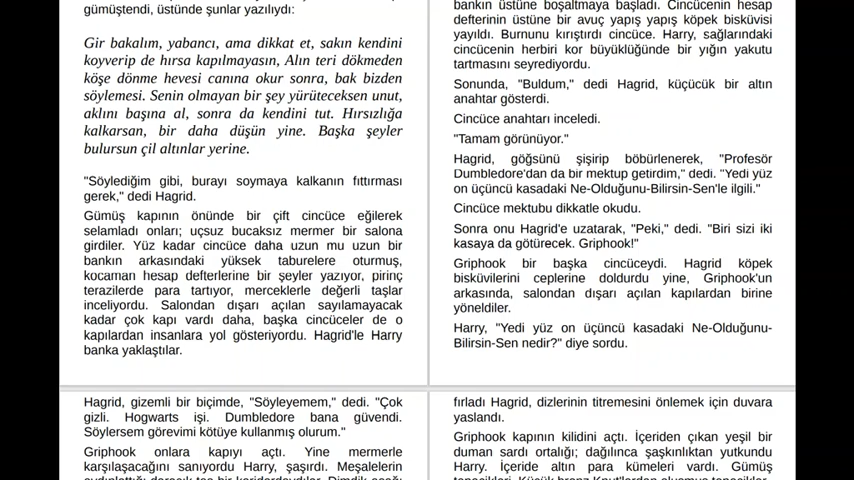 gümüştendi, üstünde şunlar yazılıydı:
Gir bakalım, yabancı, ama dikkat et, sakın kendini
koyverip de hırsa kapılmayasın, Alın teri dökmeden
köşe dönme hevesi canına okur sonra, bak bizden
söylemesi. Senin olmayan bir şey yürüteceksen unut,
aklını başına al, sonra da kendini tut. Hırsızlığa
kalkarsan, bir daha düşün yine. Başka şeyler
bulursun çil altınlar yerine.
"Söylediğim gibi, burayı soymaya kalkanın fıttırması
gerek," dedi Hagrid.
Gümüş kapının önünde bir çift cincüce eğilerek
selamladı onları; uçsuz bucaksız mermer bir salona
girdiler. Yüz kadar cincüce daha uzun mu uzun bir
bankın arkasındaki yüksek taburelere oturmuş,
kocaman hesap defterlerine bir şeyler yazıyor, pirinç
terazilerde para tartıyor, merceklerle değerli taşlar
inceliyordu. Salondan dışarı açılan sayılamayacak
kadar çok kapı vardı daha, başka cincüceler de o
kapılardan insanlara yol gösteriyordu. Hagrid'le Harry
banka yaklaştılar.
bankın üstüne boşaltmaya başladı. Cincücenin hesap
defterinin üstüne bir avuç yapış yapış köpek bisküvisi
yayıldı. Burnunu kırıştırdı cincüce. Harry, sağlarındaki
cincücenin herbiri kor büyüklüğünde bir yığın yakutu
tartmasını seyrediyordu.
Sonunda, "Buldum," dedi Hagrid, küçücük bir altın
anahtar gösterdi.
Cincüce anahtarı inceledi.
"Tamam görünüyor."
Hagrid, göğsünü şişirip böbürlenerek, "Profesör
Dumbledore'dan da bir mektup getirdim," dedi. "Yedi yüz
on üçüncü kasadaki Ne-Olduğunu-Bilirsin-Sen'le ilgili."
Cincüce mektubu dikkatle okudu.
Sonra onu Hagrid'e uzatarak, "Peki," dedi. "Biri sizi iki
kasaya da götürecek. Griphook!"
Griphook bir başka cincüceydi. Hagrid köpek
bisküvilerini ceplerine doldurdu yine, Griphook'un
arkasında, salondan dışarı açılan kapılardan birine
yöneldiler.
Harry, "Yedi yüz on üçüncü kasadaki Ne-Olduğunu-
Bilirsin-Sen nedir?" diye sordu.
Hagrid, gizemli bir biçimde, "Söyleyemem," dedi. "Çok
gizli. Hogwarts işi. Dumbledore bana güvendi.
Söylersem görevimi kötüye kullanmış olurum."
Griphook onlara kapıyı açtı. Yine mermerle
karşılaşacağını sanıyordu Harry, şaşırdı. Meşalelerin
fırladı Hagrid, dizlerinin titremesini önlemek için duvara
yaslandı.
Griphook kapının kilidini açtı. İçeriden çıkan yeşil bir
duman sardı ortalığı; dağılınca şaşkınlıktan yutkundu
Harry. İçeride altın para kümeleri vardı. Gümüş